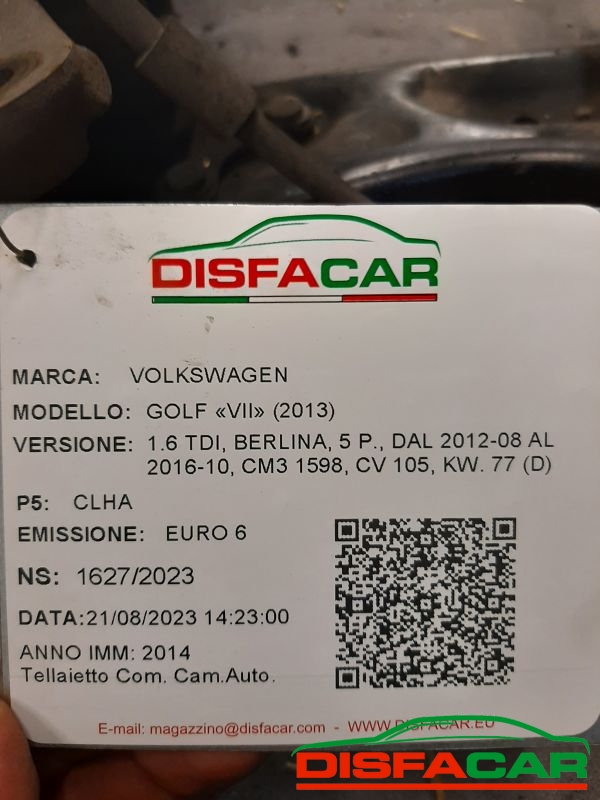 DISFACAR
MARCA: VOLKSWAGEN
MODELLO: GOLF «VII» (2013)
VERSIONE: 1.6 TDI, BERLINA, 5 P., DAL 2012-08 AL
2016-10, CM3 1598, CV 105, KW. 77 (D)
P5: CLHA
EMISSIONE: EURO 6
NS: 1627/2023
DATA:21/08/2023 14:23:00
ANNO IMM: 2014
Tellaietto Com. Cam.Auto.
E-mail: magazzino@disfacar.com - WWW.DISFACAR.EU
DISFACAR